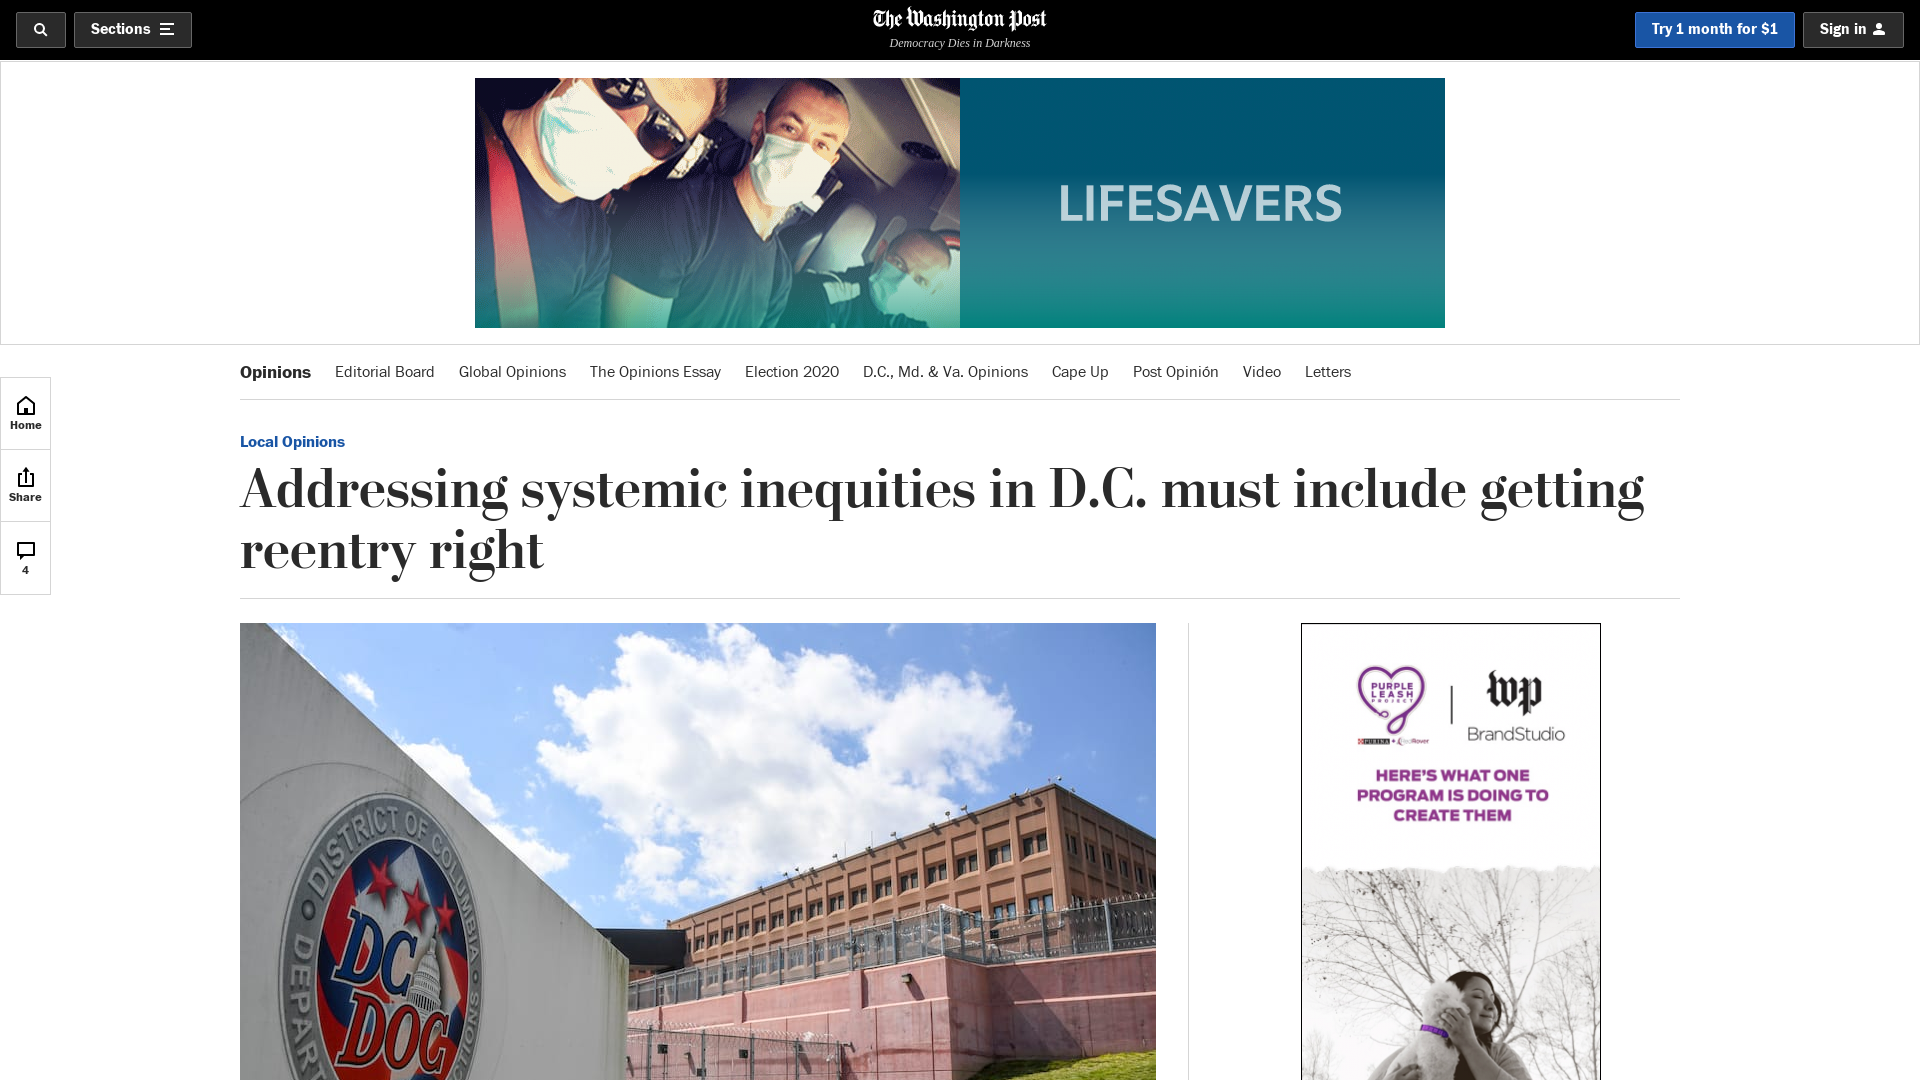 Sections
The Washington Post
Democracy Dies in Darkness
Try 1 month for $1
Sign in
LIFESAVERS
Opinions
Editorial Board
Global Opinions
The Opinions Essay
Election 2020
D.C., Md. & Va. Opinions
Cape Up
Post Opinión
Video
Letters
Home
Share
4
Local Opinions
Addressing systemic inequities in D.C. must include getting
reentry right
DISTRICT OF COLUMBIA
DC
DOC
PURPLE
LEASH
PROJECT
PURINA
wp
BrandStudio
HERE'S WHAT ONE
PROGRAM IS DOING TO
CREATE THEM